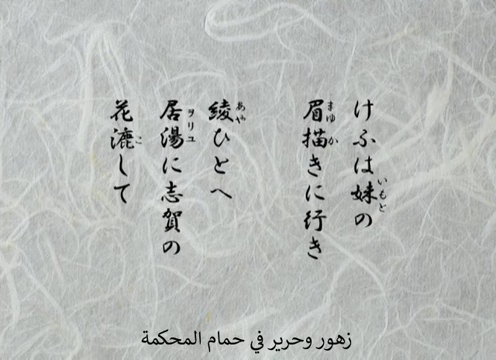 けふは妹の
眉描きに行き
綾ひとへ
居湯に志賀の
花漉して
زهور وحرير في حمام المحكمة